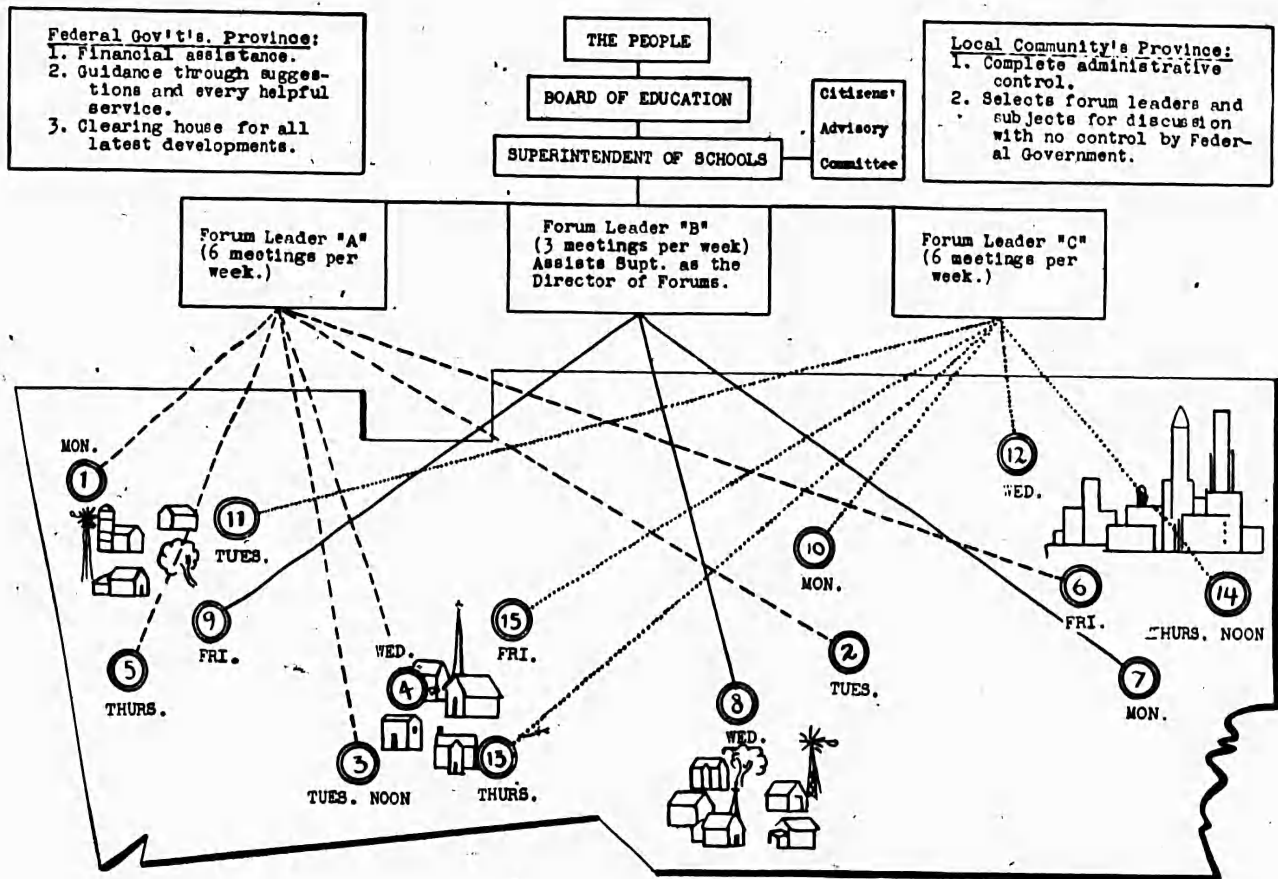 Federal Gov't's. Province:
1. Financial assistance.
2. Guidance through sugges-
tions and every helpful
service.
3. Clearing house for all
latest developments.
THE PEOPLE
BOARD OF EDUCATION
SUPERINTENDENT OF SCHOOLS
Citizens'
Advisory
Committee
Local Community's Province:
1. Complete administrative
control.
2. Selects forum leaders and
subjects for discussion
with no control by Feder-
al Government.
Forum Leader "A"
(6 meetings per
week.)
Forum Leader "B"
(3 meetings per week)
Assists Supt. as the
Director of Forums.
Forum Leader "C"
(6 meetings per
week.)
MON.
1
11
TUES.
9
FRI.
5
THURS.
WED.
4
3
TUES. NOON
13
THURS.
15
FRI.
8
WED.
10
MON.
2
TUES.
12
WED.
6
FRI.
14
THURS. NOON
7
MON.